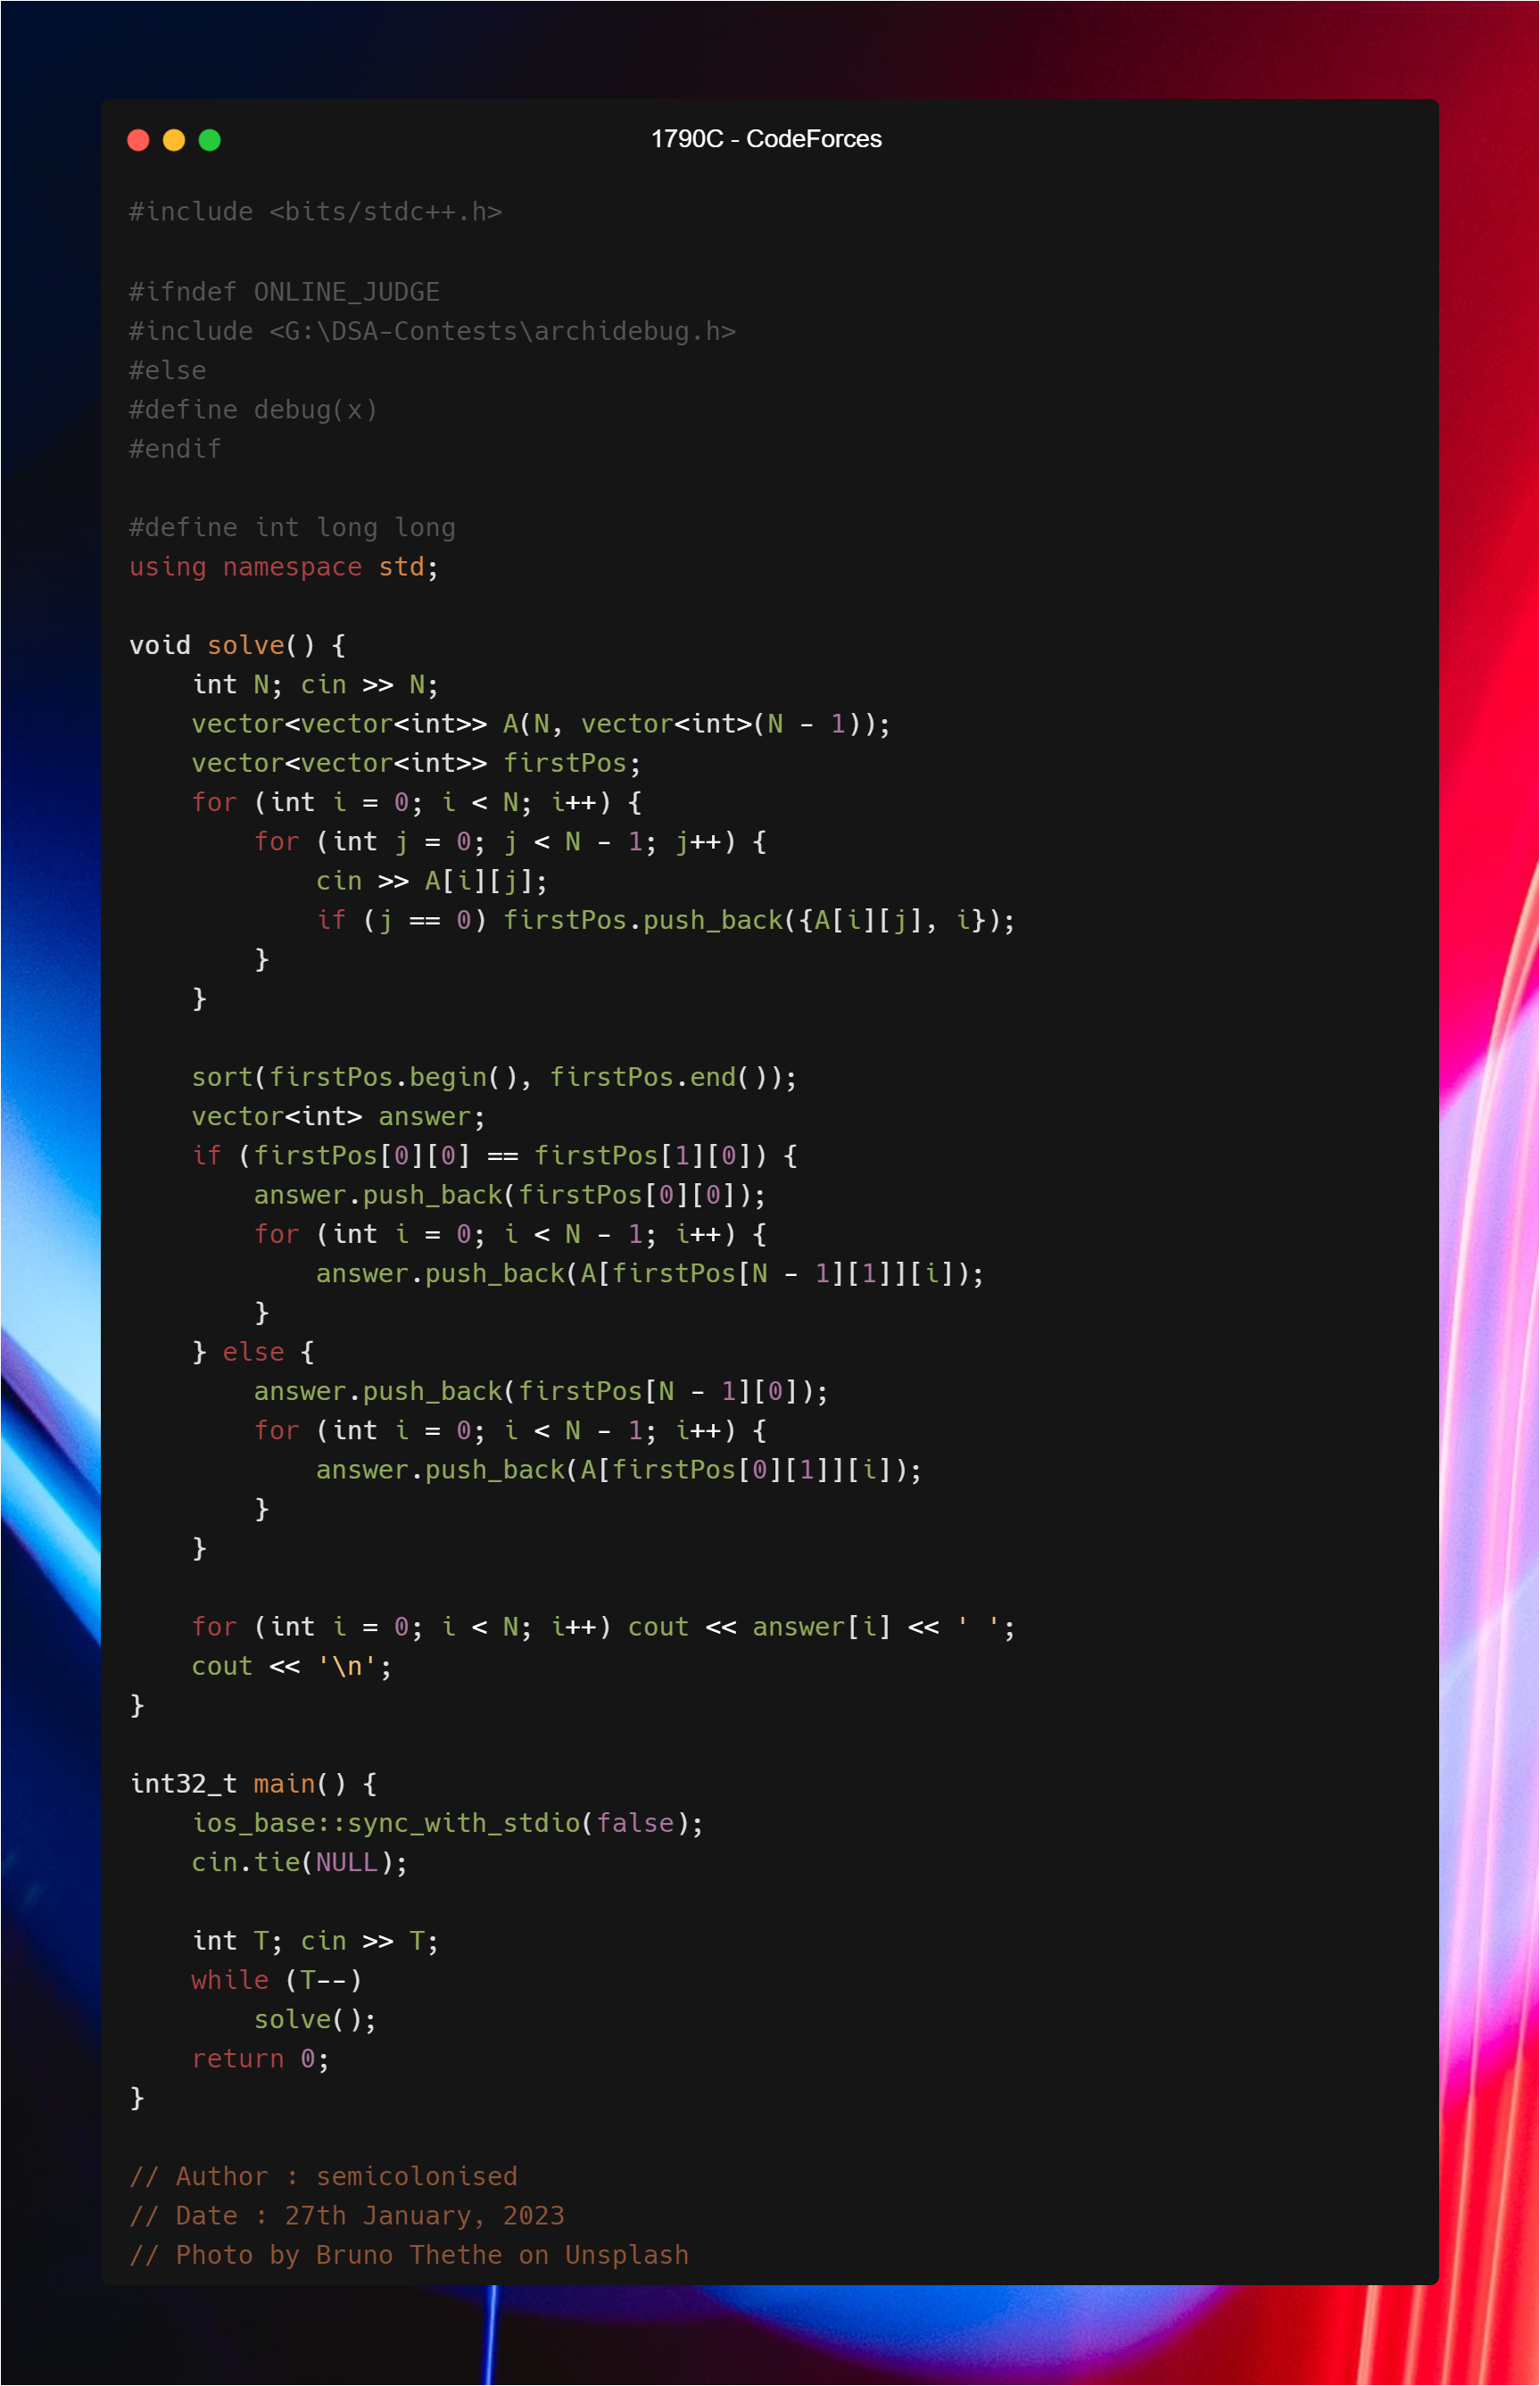 1790C - CodeForces
#include <bits/stdc++.h>
#ifndef ONLINE_JUDGE
#include <G:\DSA-Contests\archidebug.h>
#else
#define debug(x)
#endif
#define int long long
using namespace std;
void solve() {
    int N; cin >> N;
    vector<vector<int>> A(N, vector<int>(N - 1));
    vector<vector<int>> firstPos;
    for (int i = 0; i < N; i++) {
        for (int j = 0; j < N - 1; j++) {
            cin >> A[i][j];
            if (j == 0) firstPos.push_back({A[i][j], i});
        }
    }
    sort(firstPos.begin(), firstPos.end());
    vector<int> answer;
    if (firstPos[0][0] == firstPos[1][0]) {
        answer.push_back(firstPos[0][0]);
        for (int i = 0; i < N - 1; i++) {
            answer.push_back(A[firstPos[N - 1][1]][i]);
        }
    } else {
        answer.push_back(firstPos[N - 1][0]);
        for (int i = 0; i < N - 1; i++) {
            answer.push_back(A[firstPos[0][1]][i]);
        }
    }
    for (int i = 0; i < N; i++) cout << answer[i] << ' ';
    cout << '\n';
}
int32_t main() {
    ios_base::sync_with_stdio(false);
    cin.tie(NULL);
    int T; cin >> T;
    while (T--)
        solve();
    return 0;
}
// Author : semicolonised
// Date : 27th January, 2023
// Photo by Bruno Thethe on Unsplash